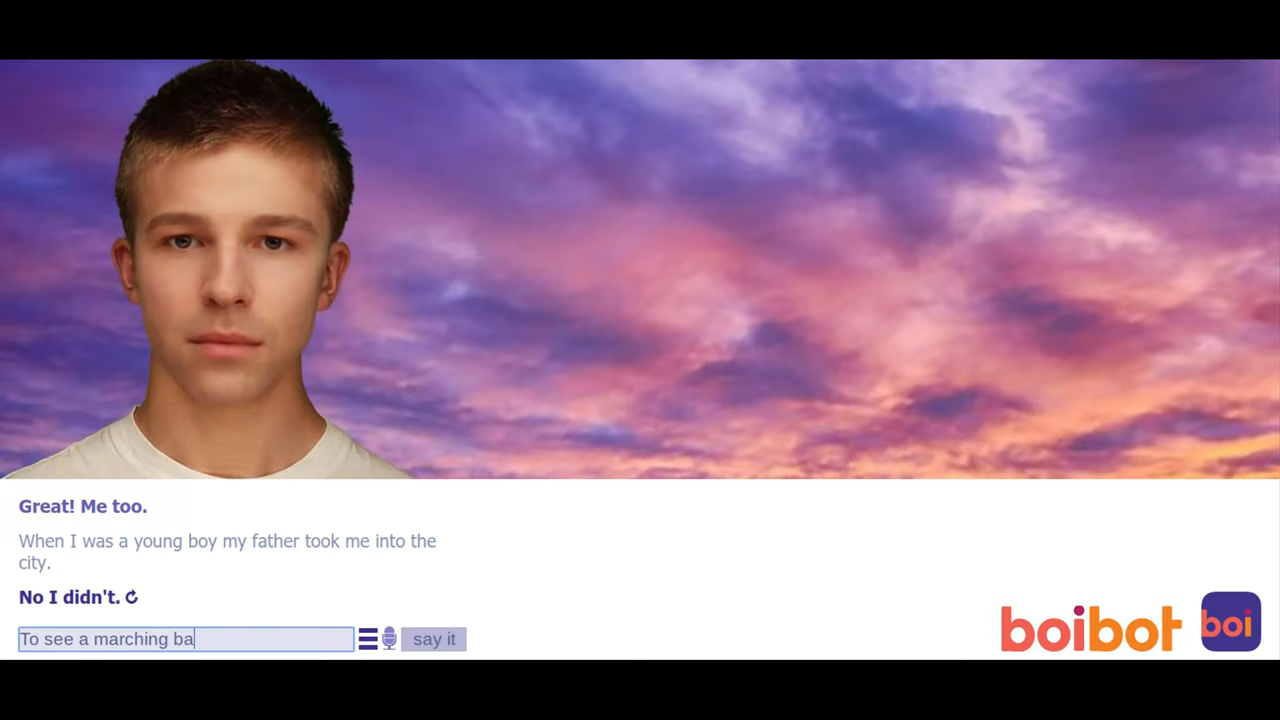 Great! Me too.
When I was a young boy my father took me into the
city.
No I didn't.
To see a marching ba
say it
boibot
boi